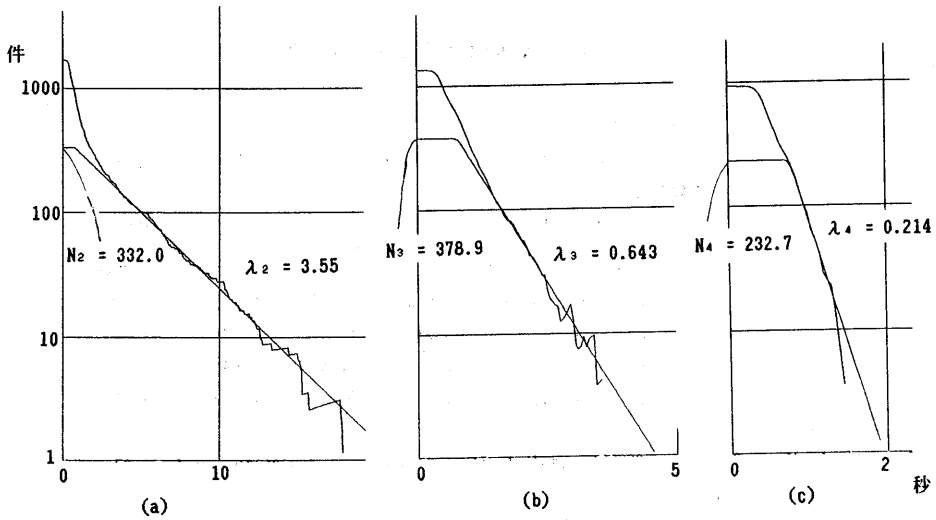 件
1000
100
10
1
N₂ = 332.0
λ₂ = 3.55
0
10
(a)
N₃ = 378.9
λ₃ = 0.643
0
5
(b)
N₄ = 232.7
λ₄ = 0.214
0
2
秒
(c)